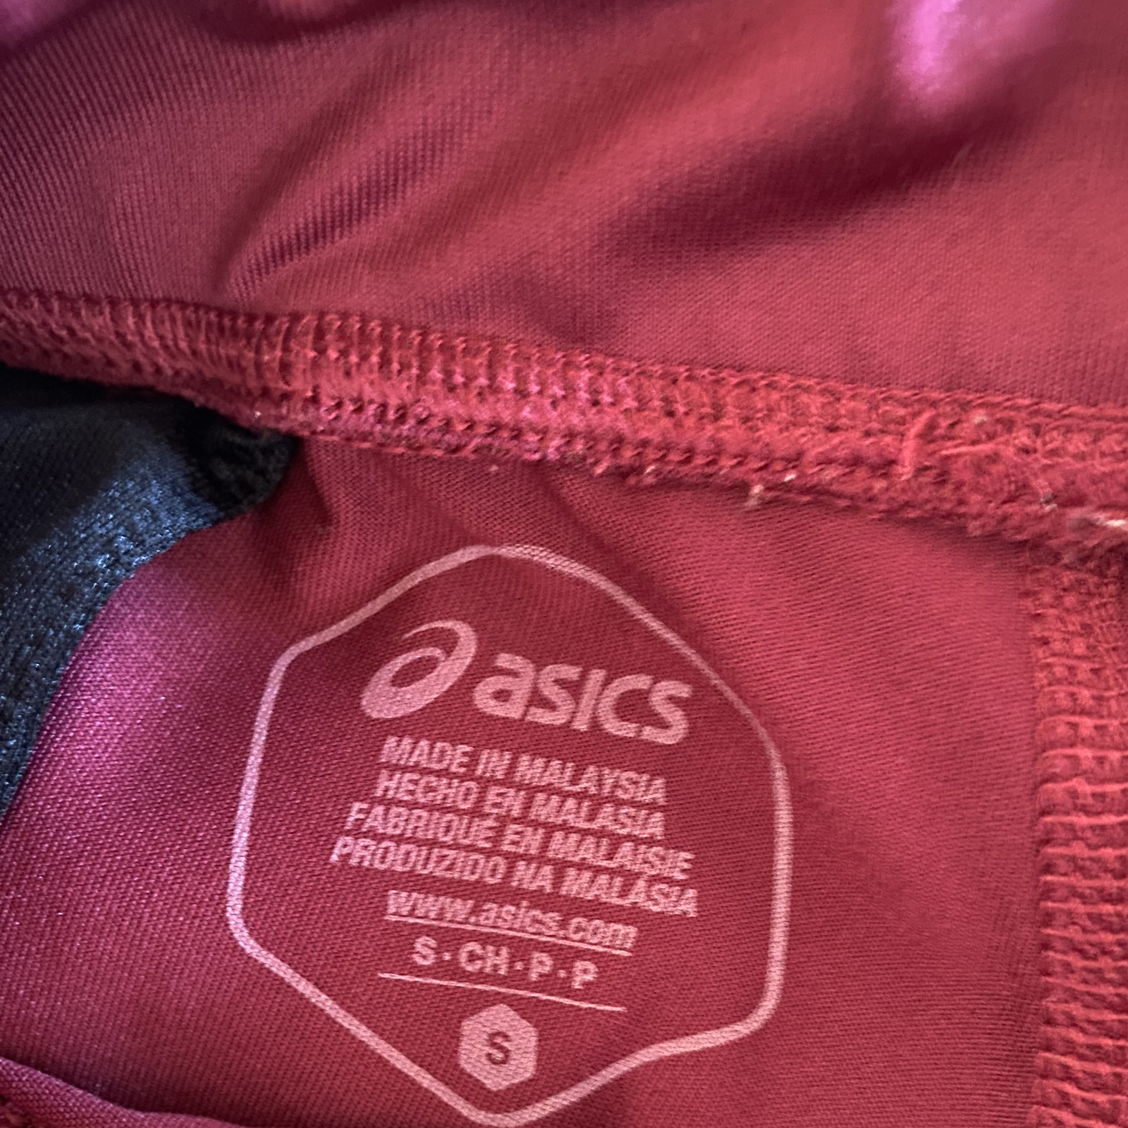 asics
MADE IN MALAYSIA
HECHO EN MALASIA
FABRIQUÉ EN MALAISIE
PRODUZIDO NA MALÁSIA
www.asics.com
S·CH·P·P
S